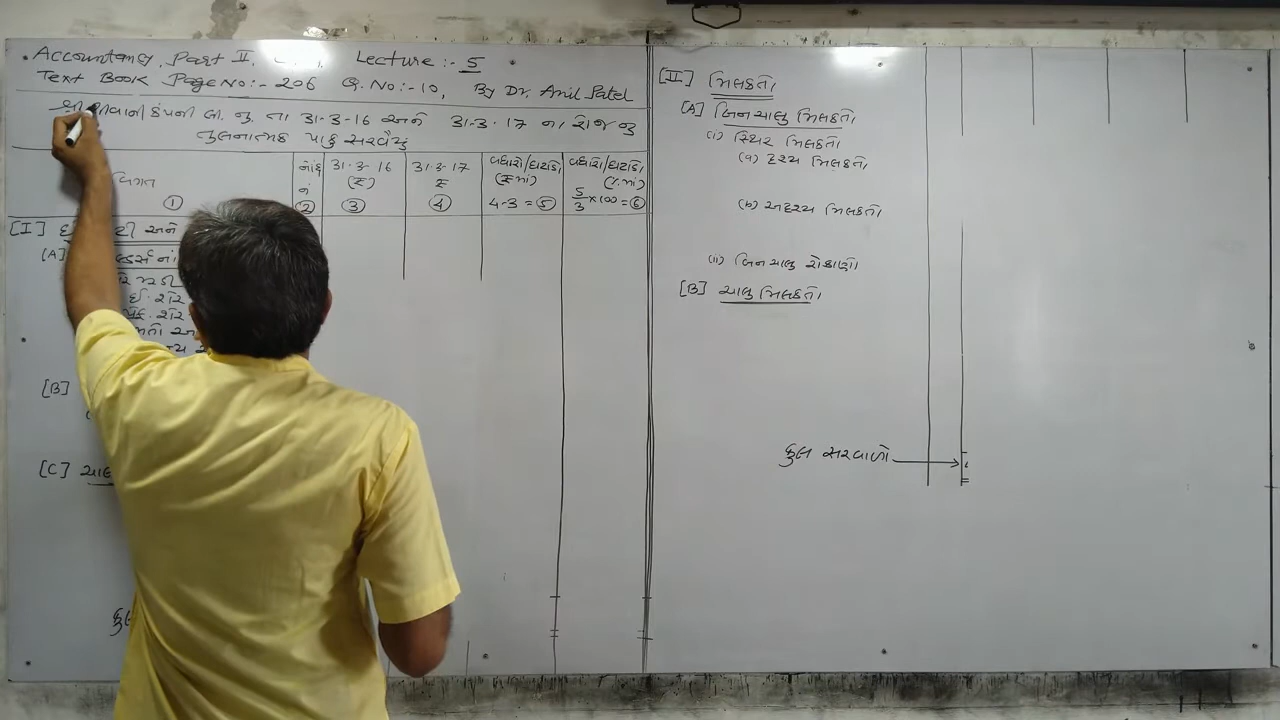 Accountancy, Part II, Lecture :- 5
Text Book Page No:- 206 Q. No:- 10, By Dr. Anil Patel
કંપની લી. નું તા 31-3-16 અને 31-3-17 ના રોજનું
તુલનાત્મક પાકું સરવૈયું
વિગત ①
નોંધ નં ②
31-3-16 (₹) ③
31-3-17 ₹ ④
વધારો/ઘટાડો (₹ માં) 4-3 = ⑤
વધારો/ઘટાડો (% માં) 5/3 × 100 = ⑥
[I] અને
[A]
ઈ. શેર
પ્રેફ. શેર
[B]
[C] ચાલુ
[II] મિલકતો
[A] બિનચાલુ મિલકતો
(i) સ્થિર મિલકતો
(a) દૃશ્ય મિલકતો
(b) અદૃશ્ય મિલકતો
(ii) બિનચાલુ રોકાણો
[B] ચાલુ મિલકતો
કુલ સરવાળો